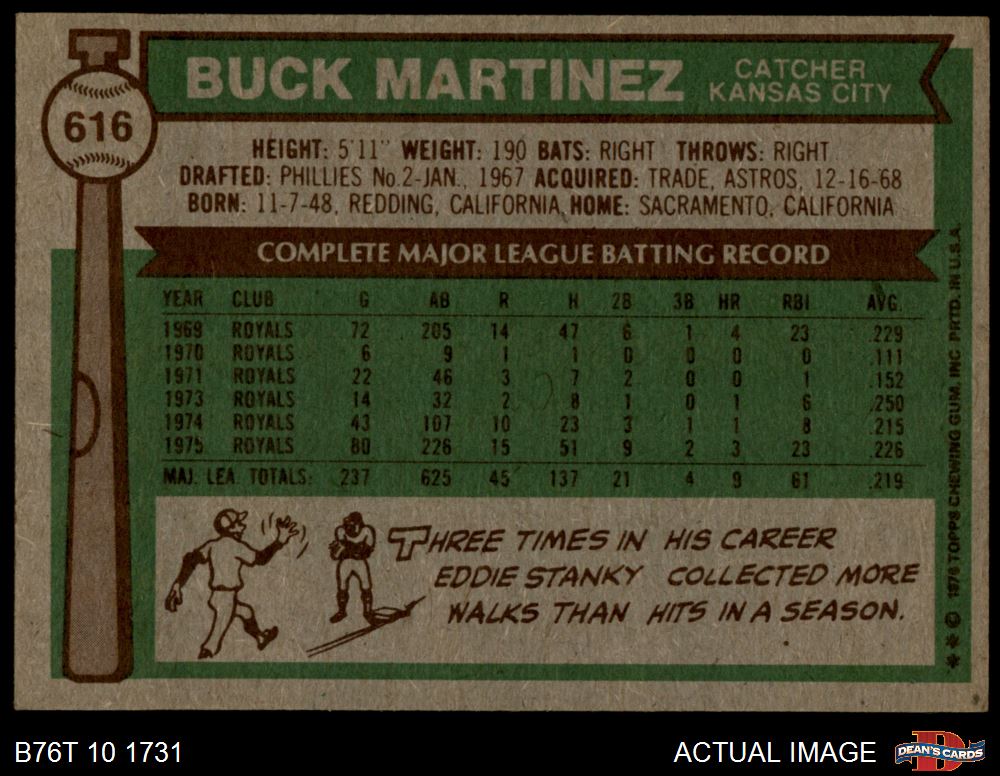 616
BUCK MARTINEZ
CATCHER
KANSAS CITY
HEIGHT: 5'11" WEIGHT: 190 BATS: RIGHT THROWS: RIGHT
DRAFTED: PHILLIES No.2-JAN., 1967 ACQUIRED: TRADE, ASTROS, 12-16-68
BORN: 11-7-48, REDDING, CALIFORNIA HOME: SACRAMENTO, CALIFORNIA
COMPLETE MAJOR LEAGUE BATTING RECORD
YEAR CLUB G AB R H 2B 3B HR RBI AVG.
1969 ROYALS 72 205 14 47 6 1 4 23 .229
1970 ROYALS 6 9 1 1 0 0 0 0 .111
1971 ROYALS 22 46 3 7 2 0 0 1 .152
1973 ROYALS 14 32 2 8 1 0 1 6 .250
1974 ROYALS 43 107 10 23 3 1 1 8 .215
1975 ROYALS 80 226 15 51 9 2 3 23 .226
MAJ. LEA. TOTALS: 237 625 45 137 21 4 9 61 .219
THREE TIMES IN HIS CAREER
EDDIE STANKY COLLECTED MORE
WALKS THAN HITS IN A SEASON.
** © 1976 TOPPS CHEWING GUM, INC. PRTD. IN U.S.A.
B76T 10 1731
ACTUAL IMAGE
DEAN'S CARDS